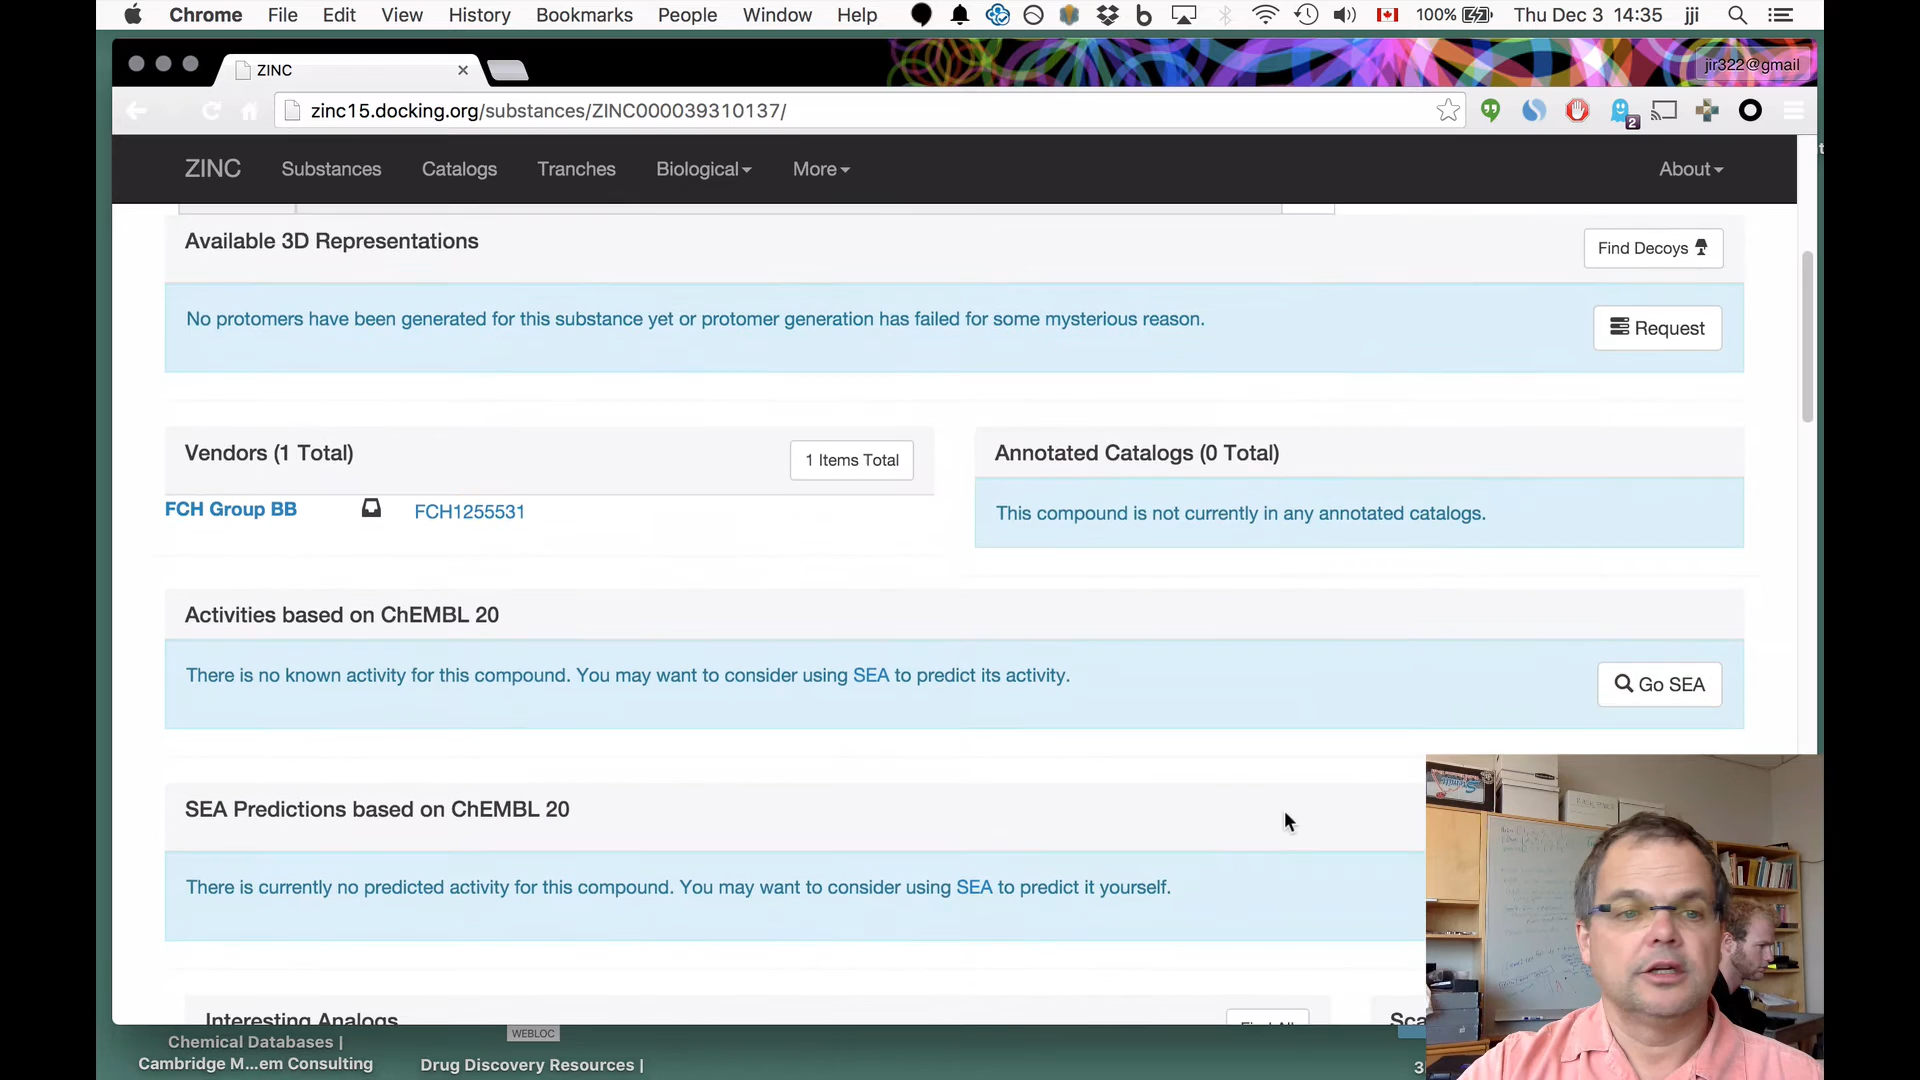 Chrome File Edit View History Bookmarks People Window Help 100% Thu Dec 3 14:35 jji
ZINC jir322@gmail
zinc15.docking.org/substances/ZINC000039310137/ 2
ZINC Substances Catalogs Tranches Biological More About
Available 3D Representations Find Decoys
No protomers have been generated for this substance yet or protomer generation has failed for some mysterious reason. Request
Vendors (1 Total) 1 Items Total Annotated Catalogs (0 Total)
FCH Group BB FCH1255531 This compound is not currently in any annotated catalogs.
Activities based on ChEMBL 20
There is no known activity for this compound. You may want to consider using SEA to predict its activity. Go SEA
SEA Predictions based on ChEMBL 20
There is currently no predicted activity for this compound. You may want to consider using SEA to predict it yourself.
Interesting Analogs Find All
WEBLOC
Chemical Databases |
Cambridge M...em Consulting Drug Discovery Resources |